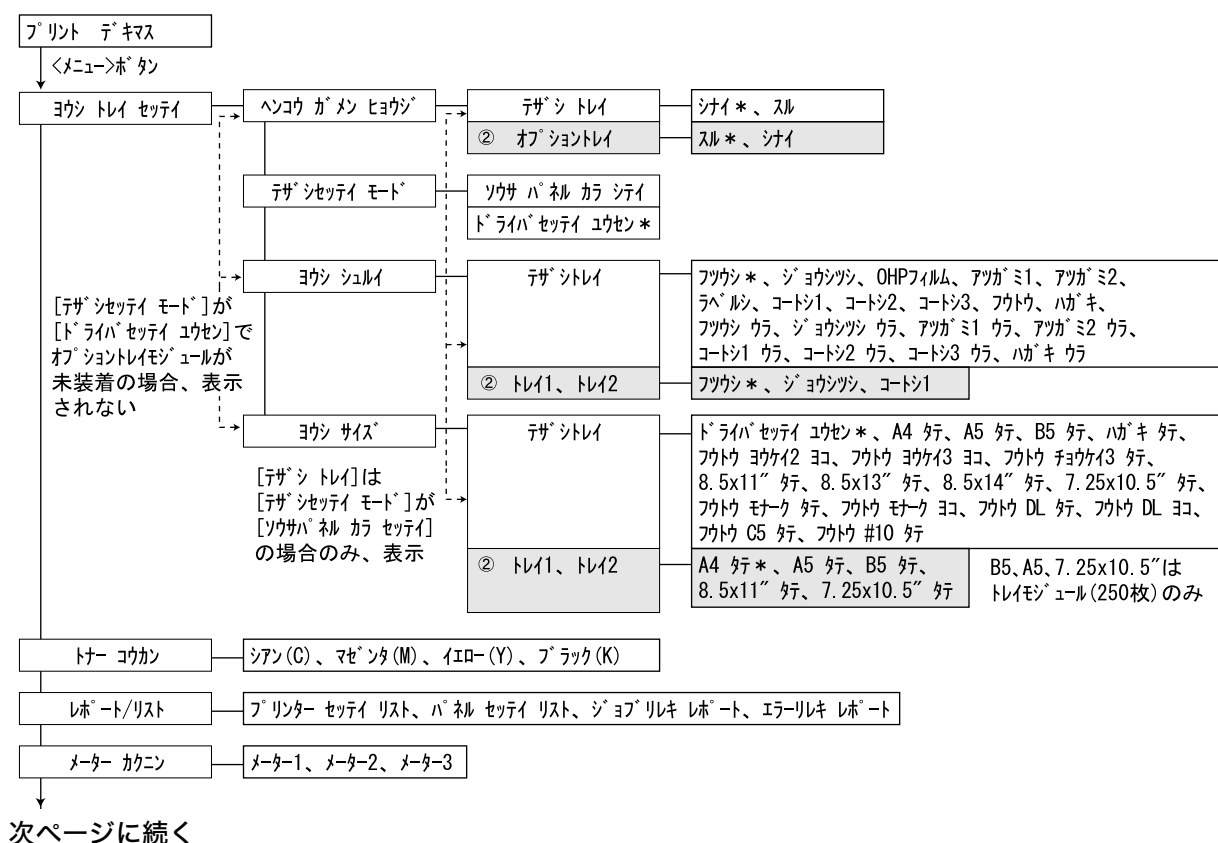 ﾌﾟﾘﾝﾄ ﾃﾞｷﾏｽ
<ﾒﾆｭｰ>ﾎﾞﾀﾝ
ﾖｳｼ ﾄﾚｲ ｾｯﾃｲ
ﾍﾝｺｳ ｶﾞﾒﾝ ﾋｮｳｼﾞ
ﾃｻﾞｼ ﾄﾚｲ
ｼﾅｲ＊、ｽﾙ
② ｵﾌﾟｼｮﾝﾄﾚｲ
ｽﾙ＊、ｼﾅｲ
ﾃｻﾞｼｾｯﾃｲ ﾓｰﾄﾞ
ｿｳｻ ﾊﾟﾈﾙ ｶﾗ ｼﾃｲ
ﾄﾞﾗｲﾊﾞｾｯﾃｲ ﾕｳｾﾝ＊
ﾖｳｼ ｼｭﾙｲ
ﾃｻﾞｼﾄﾚｲ
ﾌﾂｳｼ＊、ｼﾞｮｳｼﾂｼ、OHPﾌｨﾙﾑ、ｱﾂｶﾞﾐ1、ｱﾂｶﾞﾐ2、
ﾗﾍﾞﾙｼ、ｺｰﾄｼ1、ｺｰﾄｼ2、ｺｰﾄｼ3、ﾌｳﾄｳ、ﾊｶﾞｷ、
ﾌﾂｳｼ ｳﾗ、ｼﾞｮｳｼﾂｼ ｳﾗ、ｱﾂｶﾞﾐ1 ｳﾗ、ｱﾂｶﾞﾐ2 ｳﾗ、
ｺｰﾄｼ1 ｳﾗ、ｺｰﾄｼ2 ｳﾗ、ｺｰﾄｼ3 ｳﾗ、ﾊｶﾞｷ ｳﾗ
② ﾄﾚｲ1、ﾄﾚｲ2
ﾌﾂｳｼ＊、ｼﾞｮｳｼﾂｼ、ｺｰﾄｼ1
[ﾃｻﾞｼｾｯﾃｲ ﾓｰﾄﾞ]が
[ﾄﾞﾗｲﾊﾞｾｯﾃｲ ﾕｳｾﾝ]で
ｵﾌﾟｼｮﾝﾄﾚｲﾓｼﾞｭｰﾙが
未装着の場合、表示
されない
ﾖｳｼ ｻｲｽﾞ
ﾃｻﾞｼﾄﾚｲ
ﾄﾞﾗｲﾊﾞｾｯﾃｲ ﾕｳｾﾝ＊、A4 ﾀﾃ、A5 ﾀﾃ、B5 ﾀﾃ、ﾊｶﾞｷ ﾀﾃ、
ﾌｳﾄｳ ﾖｳｹｲ2 ﾖｺ、ﾌｳﾄｳ ﾖｳｹｲ3 ﾖｺ、ﾌｳﾄｳ ﾁｮｳｹｲ3 ﾀﾃ、
8.5x11″ ﾀﾃ、8.5x13″ ﾀﾃ、8.5x14″ ﾀﾃ、7.25x10.5″ ﾀﾃ、
ﾌｳﾄｳ ﾓﾅｰｸ ﾀﾃ、ﾌｳﾄｳ ﾓﾅｰｸ ﾖｺ、ﾌｳﾄｳ DL ﾀﾃ、ﾌｳﾄｳ DL ﾖｺ、
ﾌｳﾄｳ C5 ﾀﾃ、ﾌｳﾄｳ #10 ﾀﾃ
[ﾃｻﾞｼ ﾄﾚｲ]は
[ﾃｻﾞｼｾｯﾃｲ ﾓｰﾄﾞ]が
[ｿｳｻﾊﾟﾈﾙ ｶﾗ ｾｯﾃｲ]
の場合のみ、表示
② ﾄﾚｲ1、ﾄﾚｲ2
A4 ﾀﾃ＊、A5 ﾀﾃ、B5 ﾀﾃ、
8.5x11″ ﾀﾃ、7.25x10.5″ ﾀﾃ
B5、A5、7.25x10.5″は
ﾄﾚｲﾓｼﾞｭｰﾙ(250枚)のみ
ﾄﾅｰ ｺｳｶﾝ
ｼｱﾝ(C)、ﾏｾﾞﾝﾀ(M)、ｲｴﾛｰ(Y)、ﾌﾞﾗｯｸ(K)
ﾚﾎﾟｰﾄ/ﾘｽﾄ
ﾌﾟﾘﾝﾀｰ ｾｯﾃｲ ﾘｽﾄ、ﾊﾟﾈﾙ ｾｯﾃｲ ﾘｽﾄ、ｼﾞｮﾌﾞﾘﾚｷ ﾚﾎﾟｰﾄ、ｴﾗｰﾘﾚｷ ﾚﾎﾟｰﾄ
ﾒｰﾀｰ ｶｸﾆﾝ
ﾒｰﾀｰ1、ﾒｰﾀｰ2、ﾒｰﾀｰ3
次ページに続く